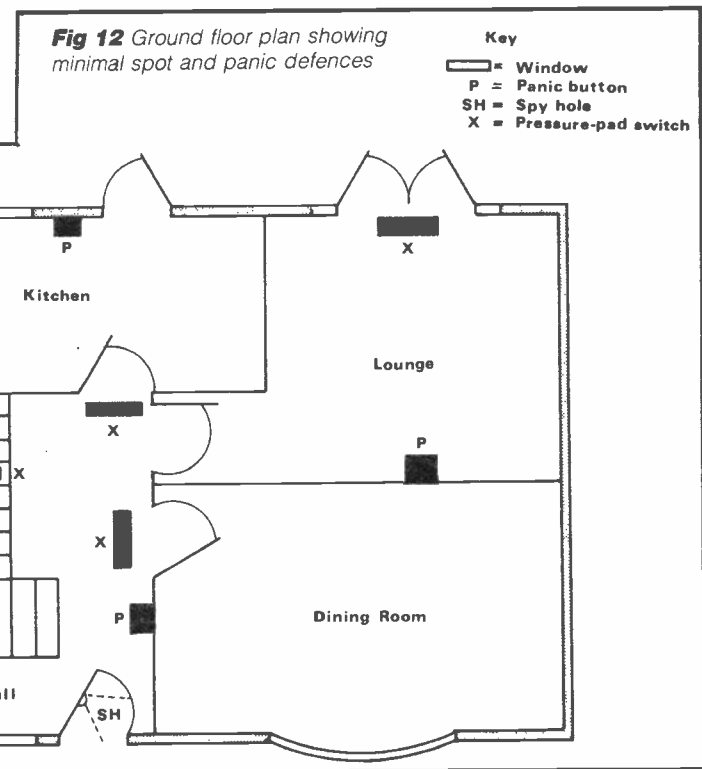 Fig 12 Ground floor plan showing
minimal spot and panic defences
Key
= Window
P = Panic button
SH = Spy hole
X = Pressure-pad switch
P
X
Kitchen
Lounge
X
P
X
X
P
Dining Room
SH